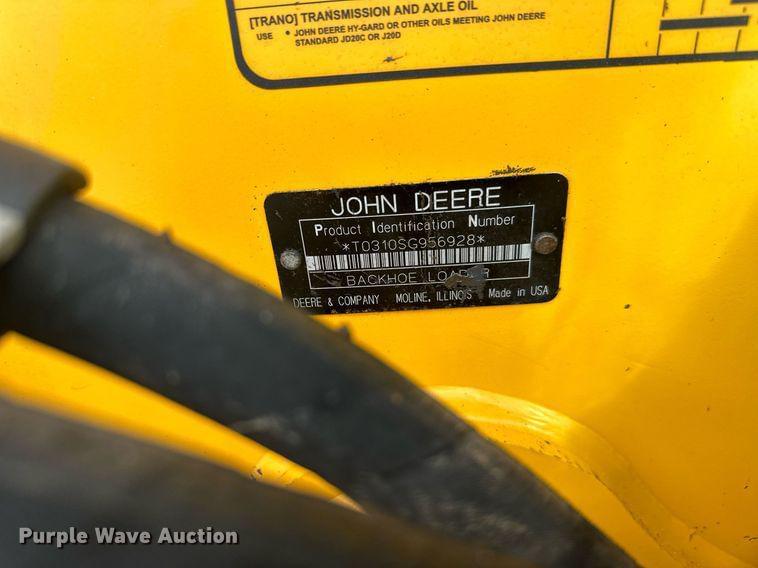 [TRANO] TRANSMISSION AND AXLE OIL
USE • JOHN DEERE HY-GARD OR OTHER OILS MEETING JOHN DEERE
STANDARD JD20C OR J20D
JOHN DEERE
Product Identification Number
*T0310SG956928*
BACKHOE LOADER
DEERE & COMPANY MOLINE, ILLINOIS Made in USA
Purple Wave Auction